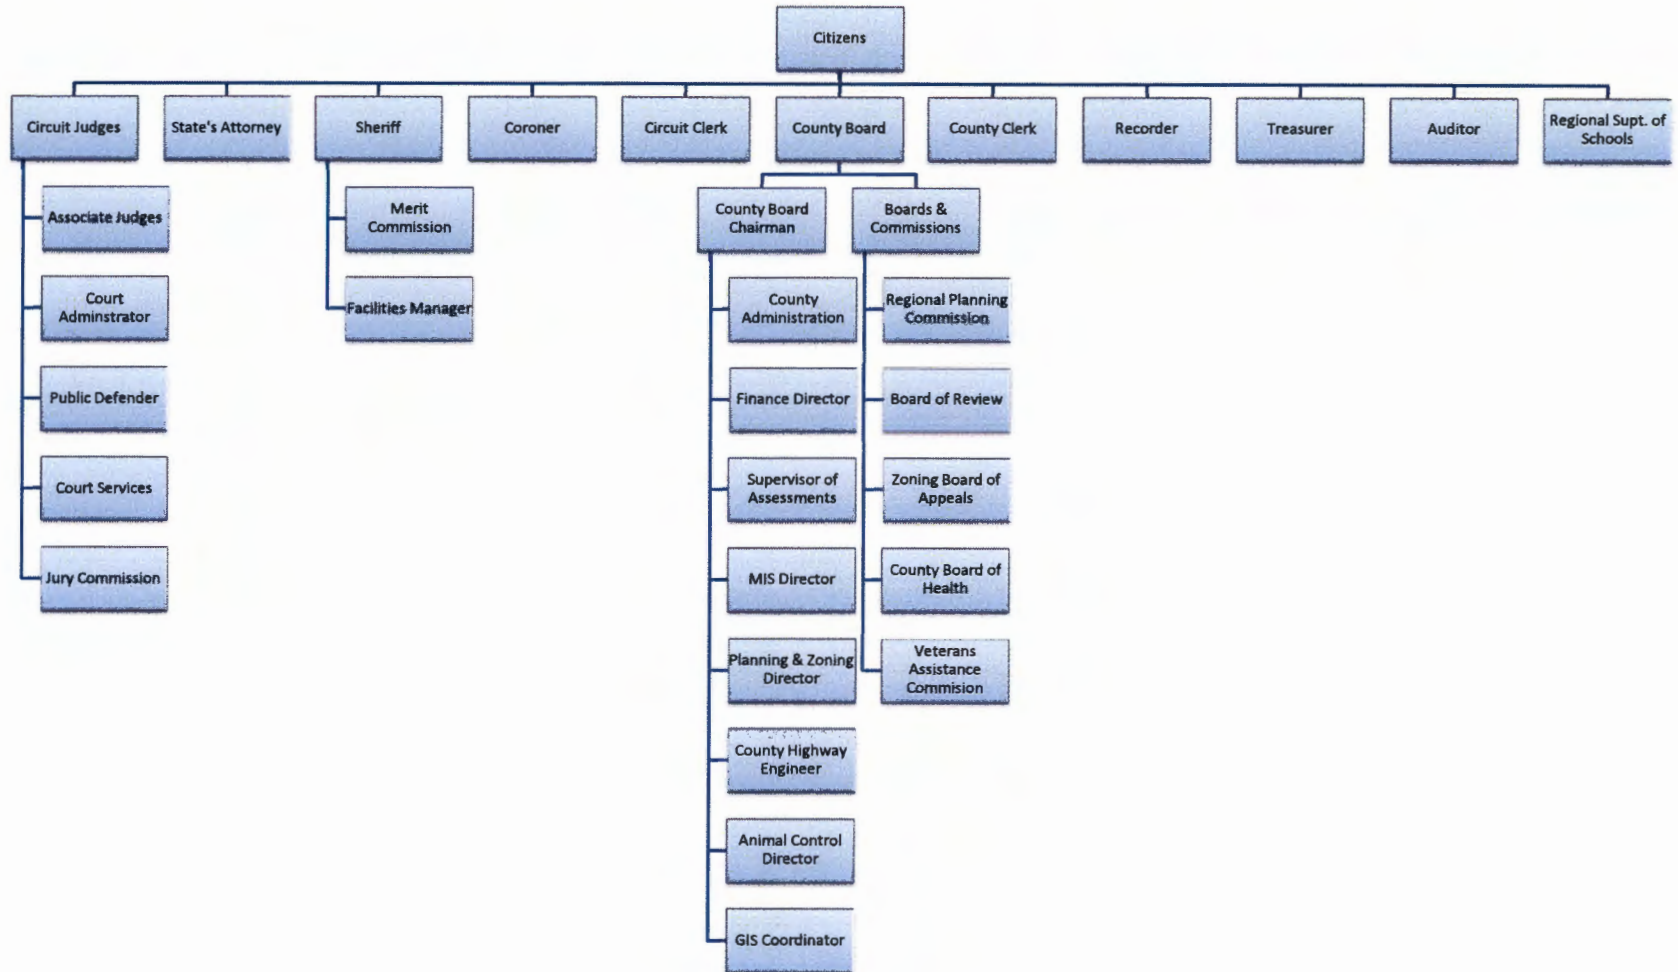 Citizens
Circuit Judges
State's Attorney
Sheriff
Coroner
Circuit Clerk
County Board
County Clerk
Recorder
Treasurer
Auditor
Regional Supt. of
Schools
Associate Judges
Court
Adminstrator
Public Defender
Court Services
Jury Commission
Merit
Commission
Facilities Manager
County Board
Chairman
County
Administration
Finance Director
Supervisor of
Assessments
MIS Director
Planning & Zoning
Director
County Highway
Engineer
Animal Control
Director
GIS Coordinator
Boards &
Commissions
Regional Planning
Commission
Board of Review
Zoning Board of
Appeals
County Board of
Health
Veterans
Assistance
Commision